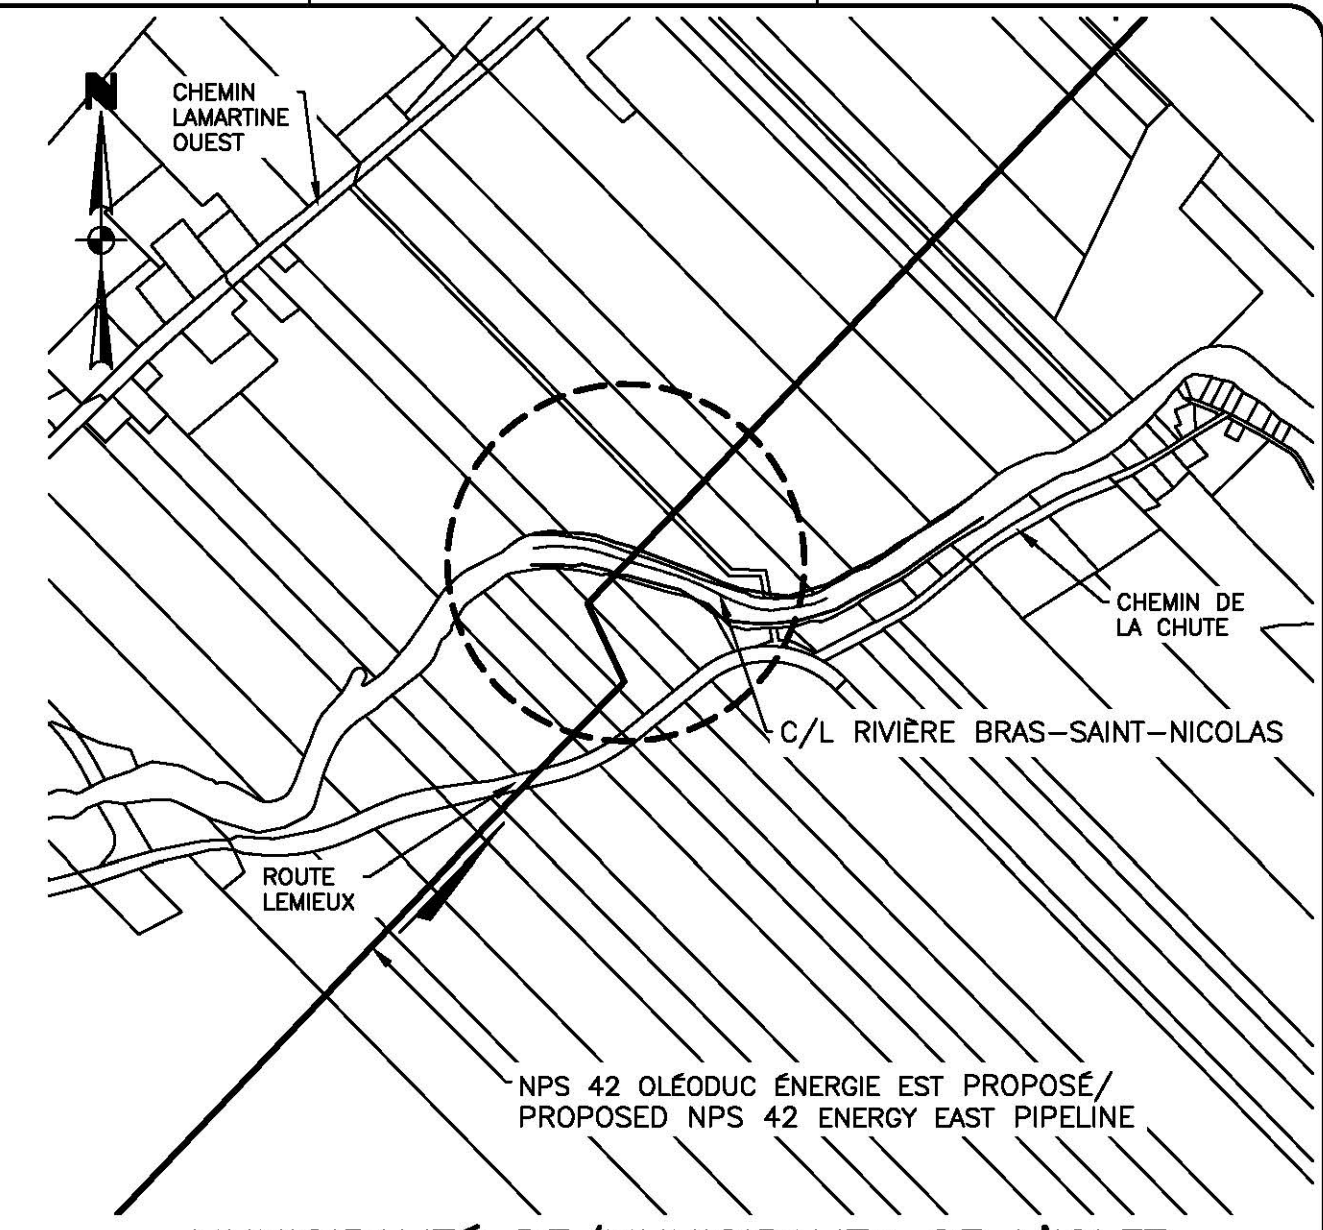 N
CHEMIN
LAMARTINE
OUEST
CHEMIN DE
LA CHUTE
C/L RIVIÈRE BRAS-SAINT-NICOLAS
ROUTE
LEMIEUX
NPS 42 OLÉODUC ÉNERGIE EST PROPOSÉ/
PROPOSED NPS 42 ENERGY EAST PIPELINE